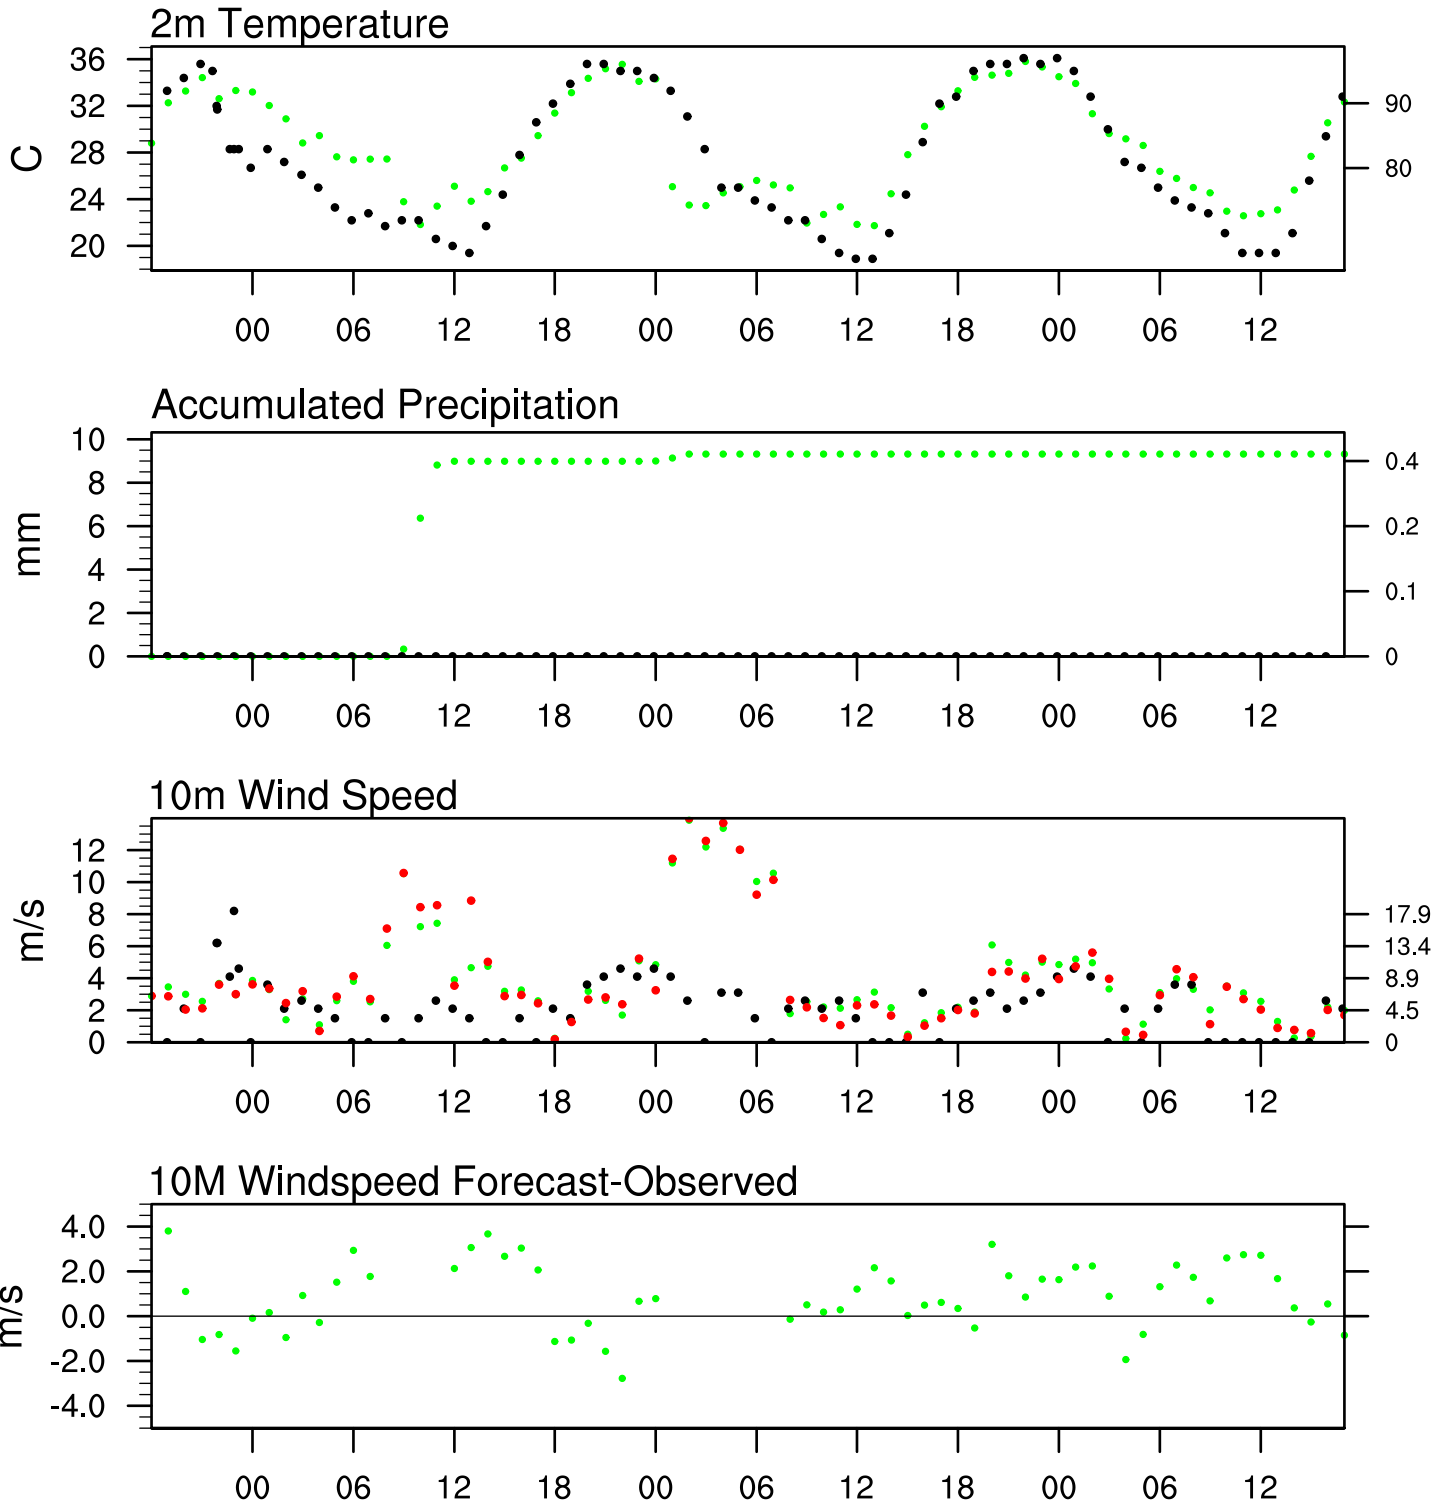 2m Temperature
36
32
28
24
20
C
90
80
00 06 12 18 00 06 12 18 00 06 12
Accumulated Precipitation
10
8
6
4
2
0
mm
0.4
0.2
0.1
0
00 06 12 18 00 06 12 18 00 06 12
10m Wind Speed
12
10
8
6
4
2
0
m/s
17.9
13.4
8.9
4.5
0
00 06 12 18 00 06 12 18 00 06 12
10M Windspeed Forecast-Observed
4.0
2.0
0.0
-2.0
-4.0
m/s
00 06 12 18 00 06 12 18 00 06 12